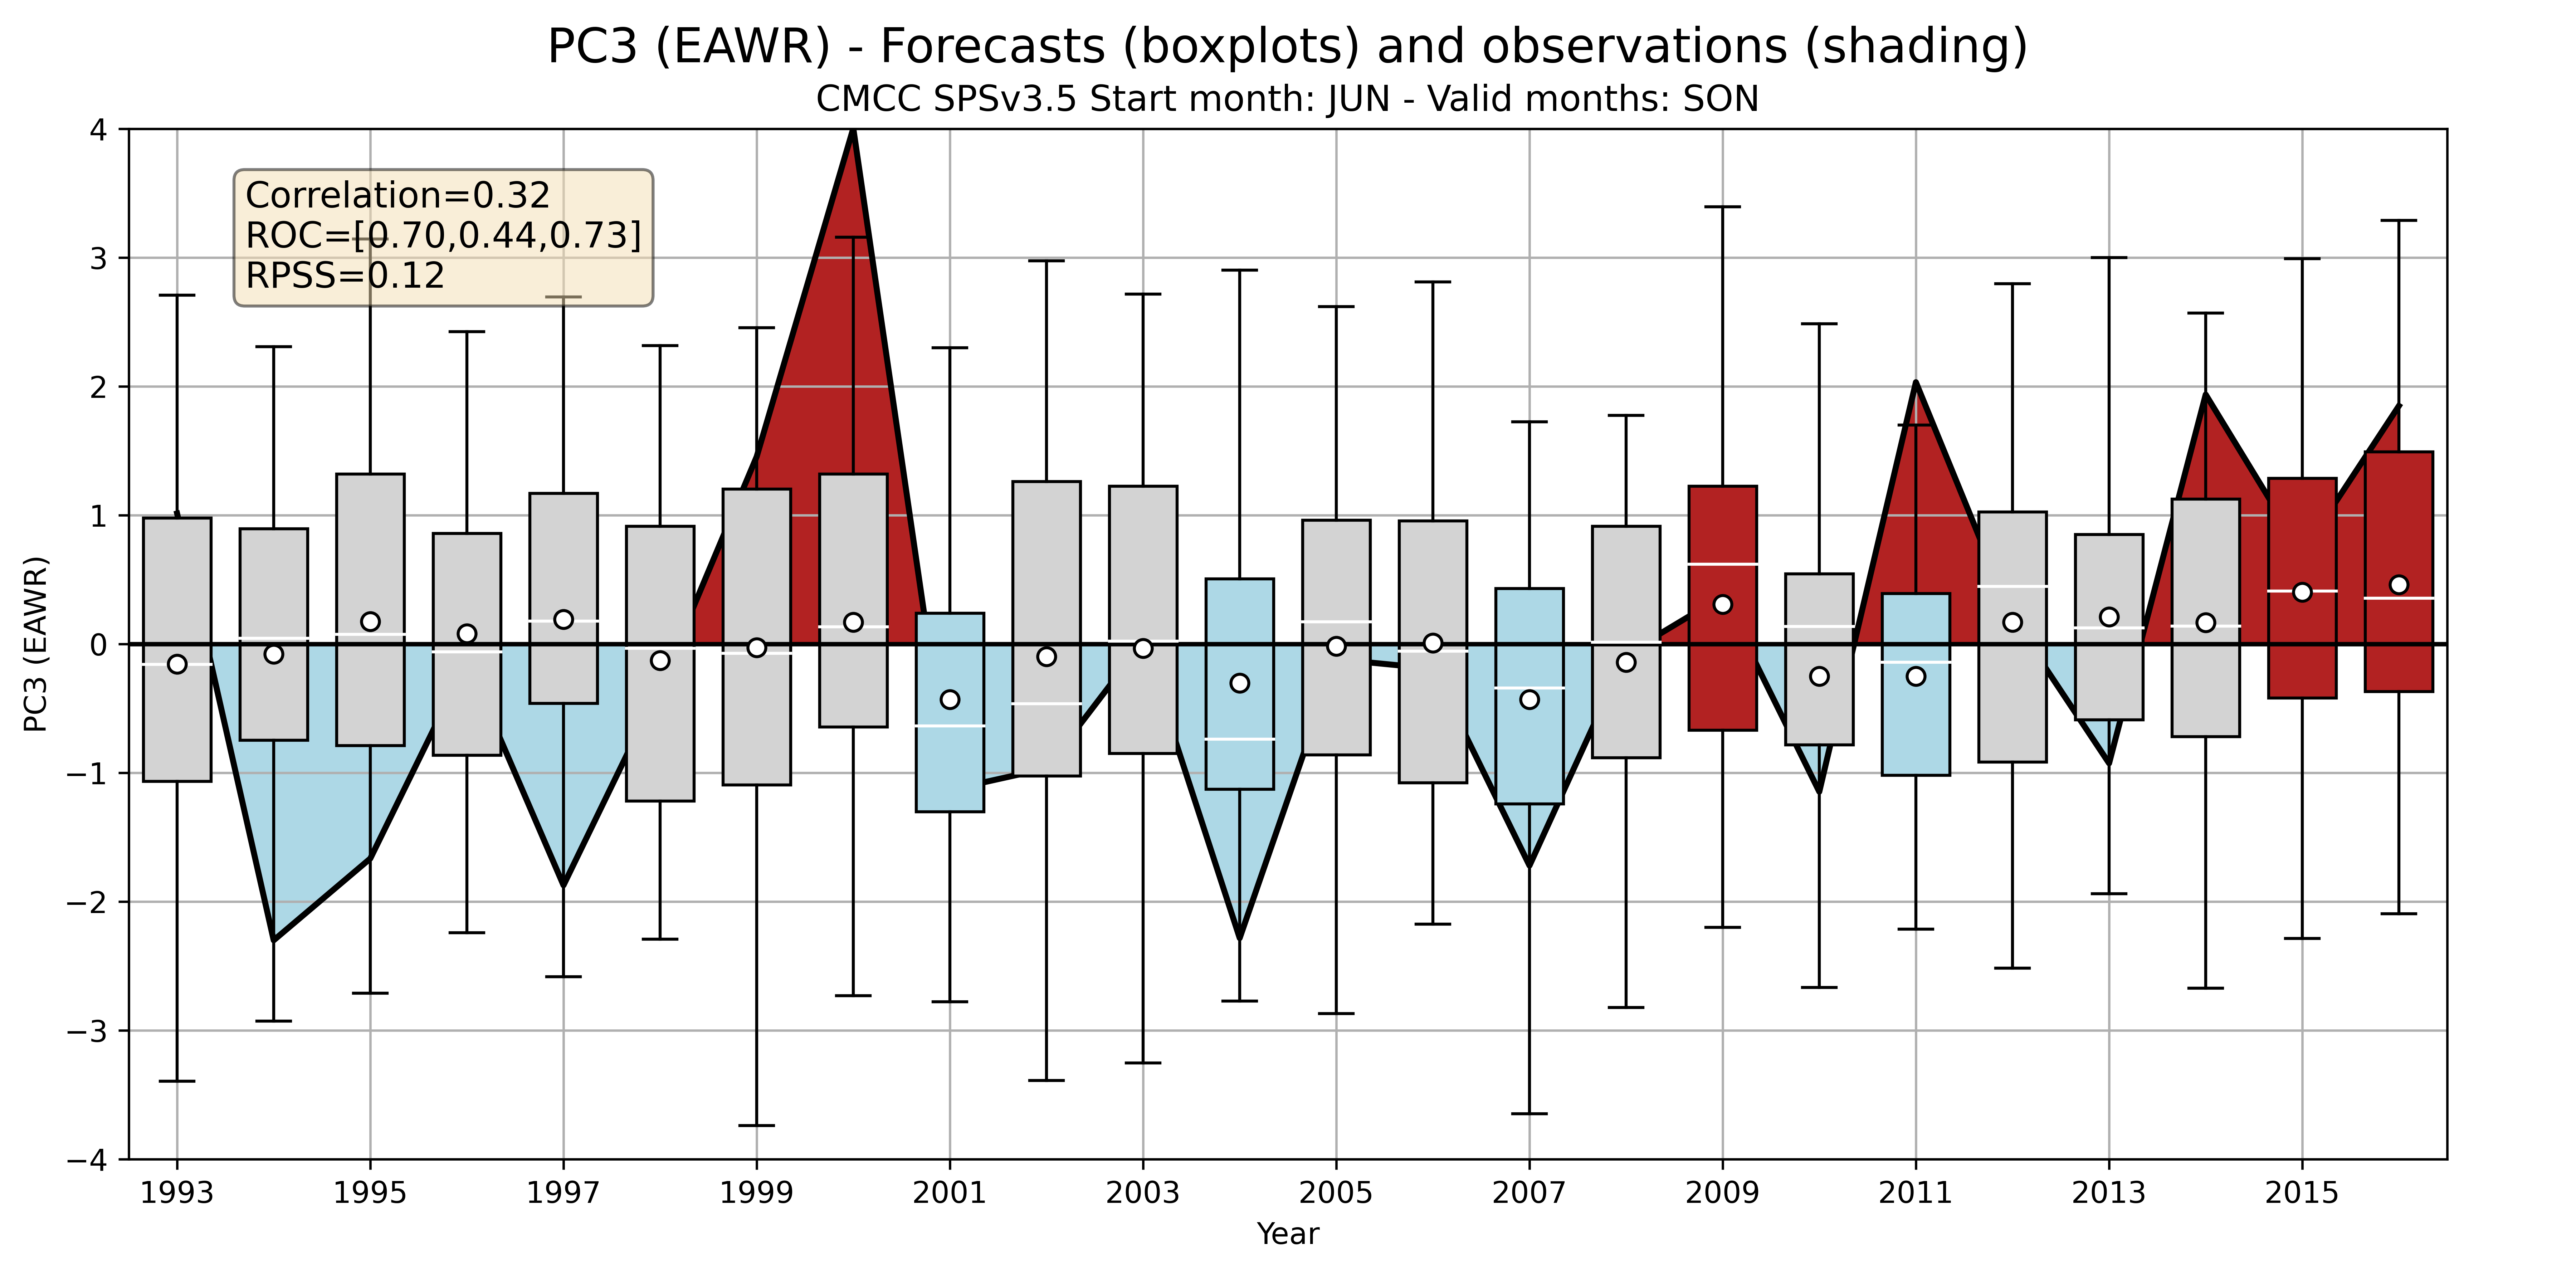 PC3 (EAWR) - Forecasts (boxplots) and observations (shading)
CMCC SPSv3.5 Start month: JUN - Valid months: SON
Correlation=0.32
ROC=[0.70,0.44,0.73]
RPSS=0.12
PC3 (EAWR)
4
3
2
1
0
−1
−2
−3
−4
1993 1995 1997 1999 2001 2003 2005 2007 2009 2011 2013 2015
Year